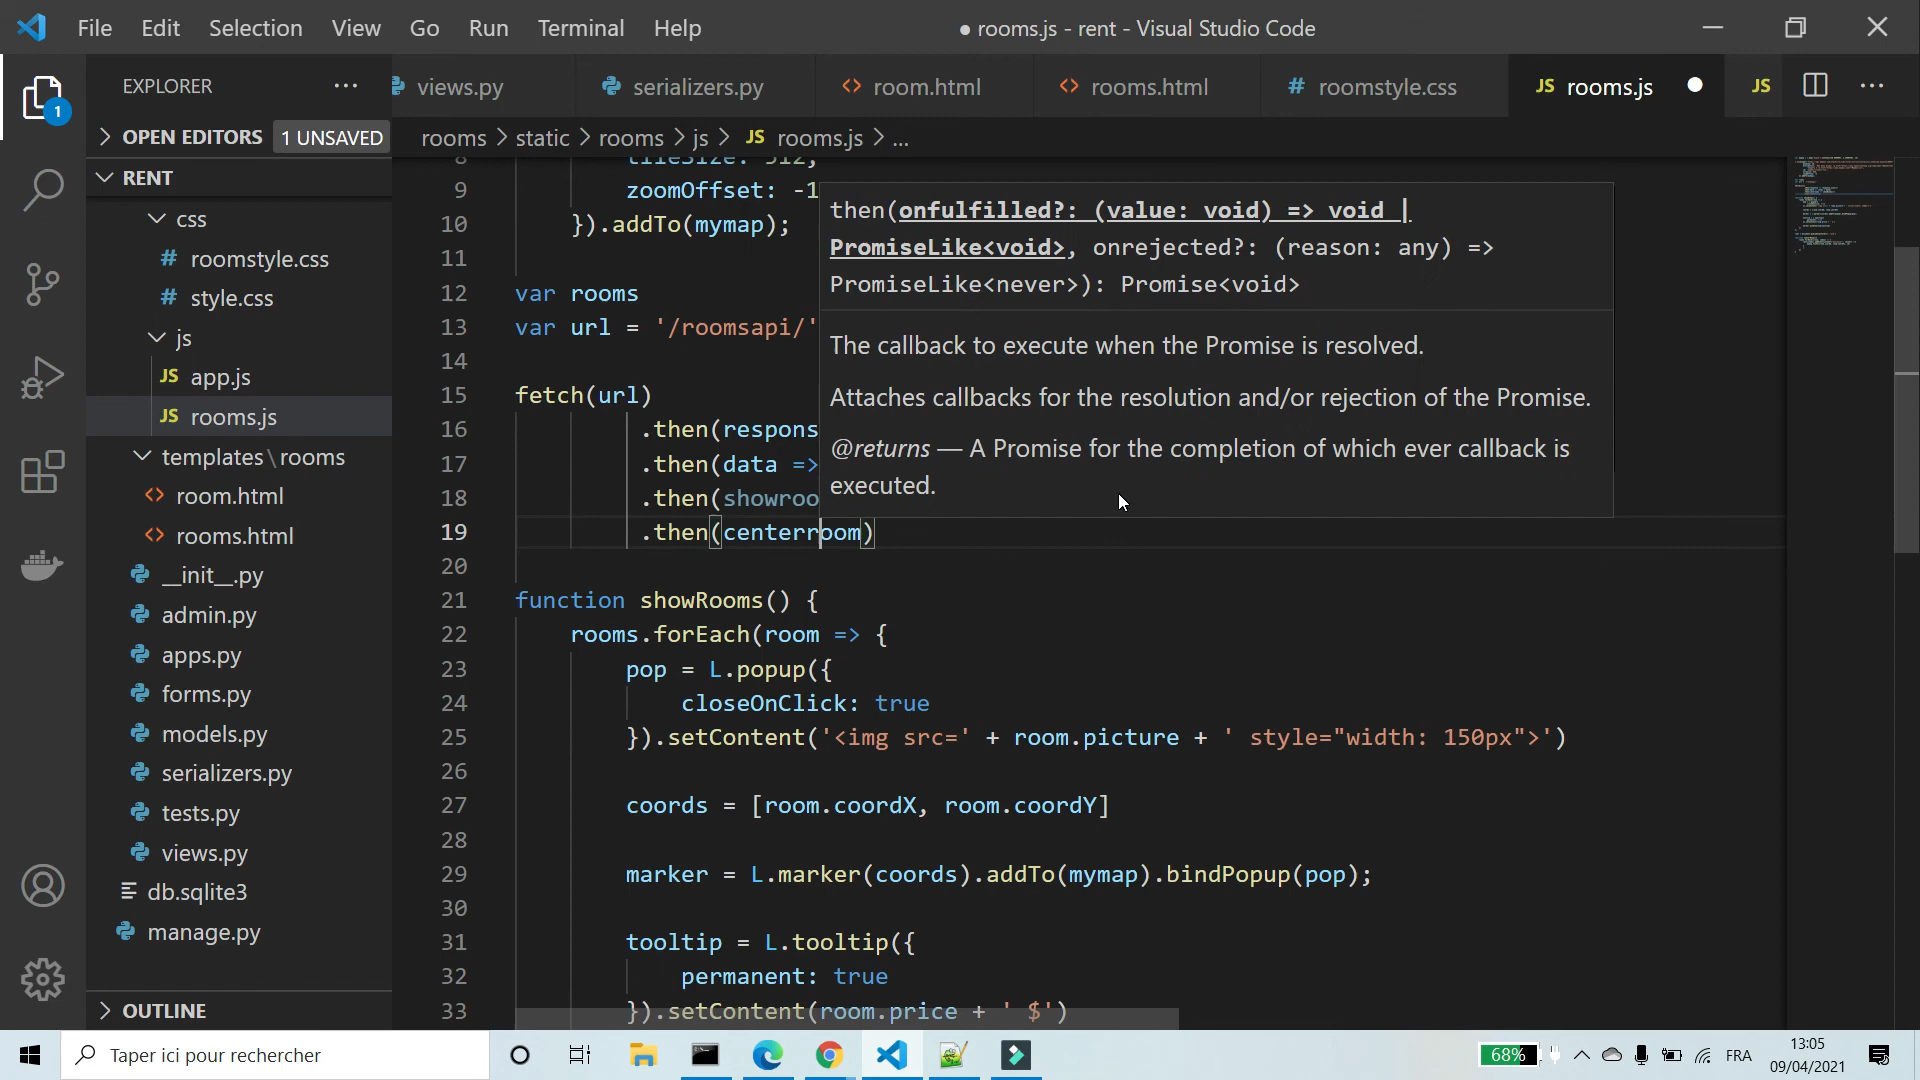 File Edit Selection View Go Run Terminal Help
● rooms.js - rent - Visual Studio Code
EXPLORER
views.py
serializers.py
room.html
rooms.html
roomstyle.css
JS rooms.js
JS
1
OPEN EDITORS 1 UNSAVED
rooms > static > rooms > js > JS rooms.js > ...
RENT
css
# roomstyle.css
# style.css
js
JS app.js
JS rooms.js
templates\rooms
room.html
rooms.html
__init__.py
admin.py
apps.py
forms.py
models.py
serializers.py
tests.py
views.py
db.sqlite3
manage.py
OUTLINE
8 tileSize: 512,
9 zoomOffset: -1
10 }).addTo(mymap);
11
12 var rooms
13 var url = '/roomsapi/'
14
15 fetch(url)
16 .then(respons
17 .then(data =>
18 .then(showroo
19 .then(centerroom)
20
21 function showRooms() {
22 rooms.forEach(room => {
23 pop = L.popup({
24 closeOnClick: true
25 }).setContent('<img src=' + room.picture + ' style="width: 150px">')
26
27 coords = [room.coordX, room.coordY]
28
29 marker = L.marker(coords).addTo(mymap).bindPopup(pop);
30
31 tooltip = L.tooltip({
32 permanent: true
33 }).setContent(room.price + ' $')
then(onfulfilled?: (value: void) => void |
PromiseLike<void>, onrejected?: (reason: any) =>
PromiseLike<never>): Promise<void>
The callback to execute when the Promise is resolved.
Attaches callbacks for the resolution and/or rejection of the Promise.
@returns — A Promise for the completion of which ever callback is
executed.
Taper ici pour rechercher
68%
FRA
13:05
09/04/2021